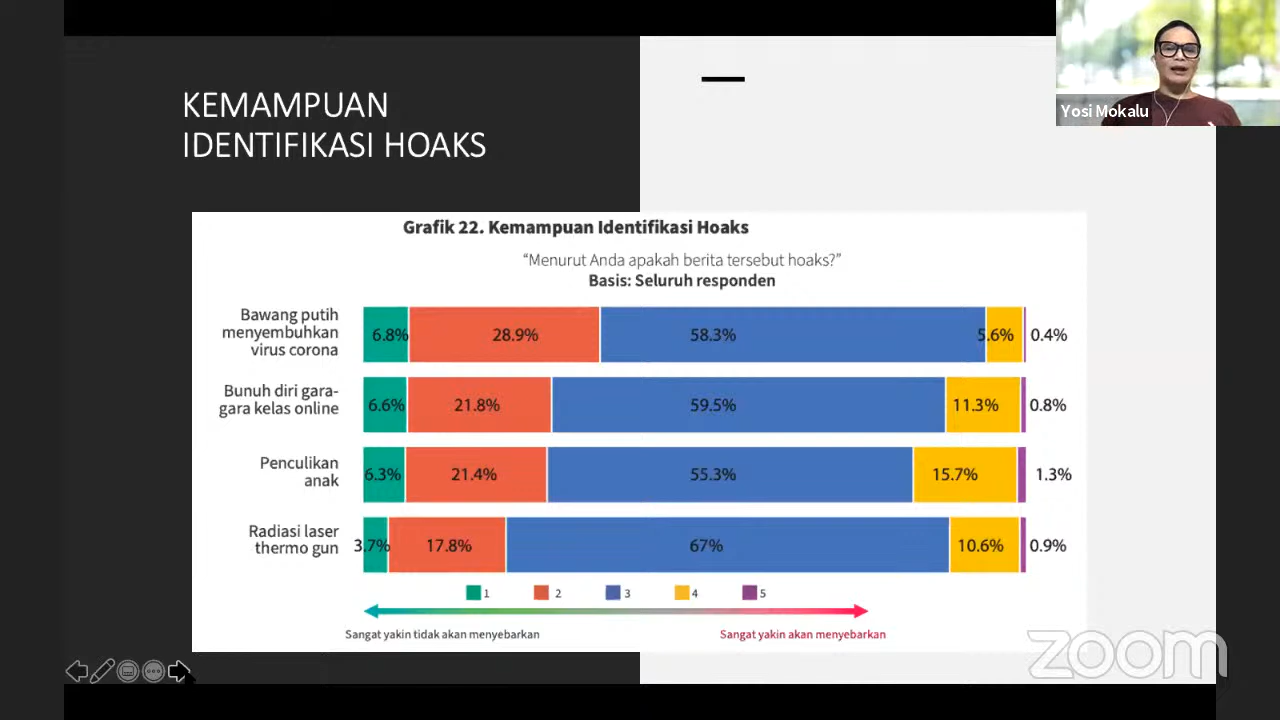 KEMAMPUAN
IDENTIFIKASI HOAKS
Yosi Mokalu
Grafik 22. Kemampuan Identifikasi Hoaks
“Menurut Anda apakah berita tersebut hoaks?”
Basis: Seluruh responden
Bawang putih
menyembuhkan
virus corona
6.8% 28.9% 58.3% 5.6% 0.4%
Bunuh diri gara-
gara kelas online
6.6% 21.8% 59.5% 11.3% 0.8%
Penculikan
anak
6.3% 21.4% 55.3% 15.7% 1.3%
Radiasi laser
thermo gun
3.7% 17.8% 67% 10.6% 0.9%
1 2 3 4 5
Sangat yakin tidak akan menyebarkan Sangat yakin akan menyebarkan
zoom